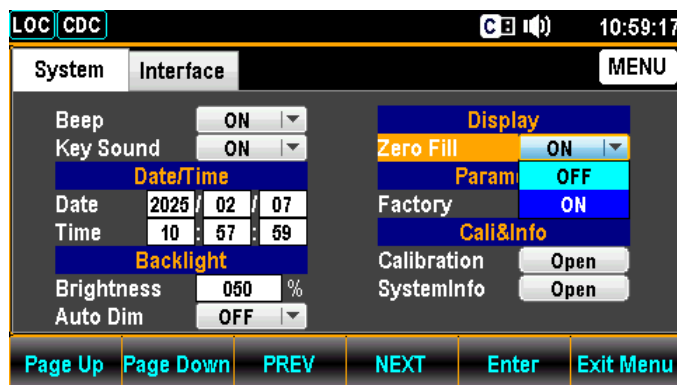 LOC CDC C 10:59:17
System Interface MENU
Beep ON
Key Sound ON
Date/Time
Date 2025 / 02 / 07
Time 10 : 57 : 59
Backlight
Brightness 050 %
Auto Dim OFF
Display
Zero Fill ON
OFF
ON
Param
Factory
Cali&Info
Calibration Open
SystemInfo Open
Page Up Page Down PREV NEXT Enter Exit Menu